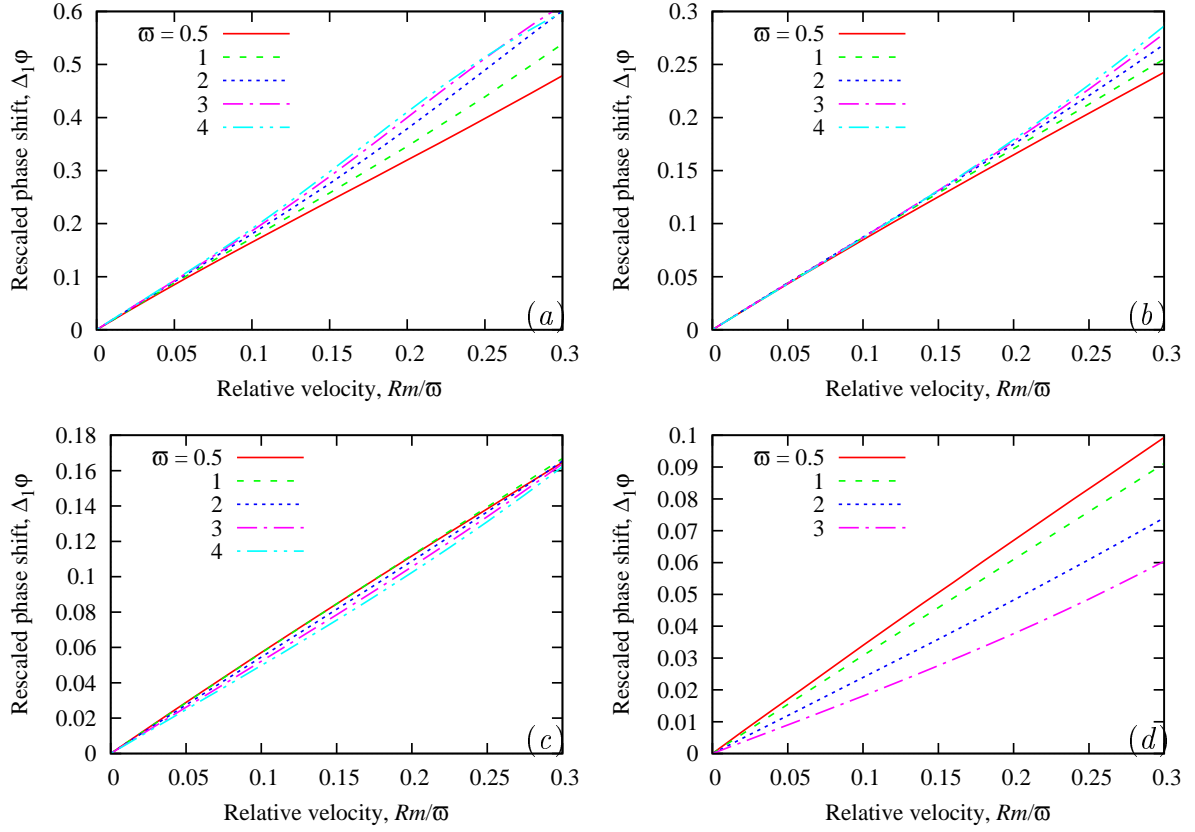 Rescaled phase shift, Δ₁φ
0.6
0.5
0.4
0.3
0.2
0.1
0
ϖ = 0.5
1
2
3
4
(a)
0 0.05 0.1 0.15 0.2 0.25 0.3
Relative velocity, Rm/ϖ
Rescaled phase shift, Δ₁φ
0.3
0.25
0.20
0.15
0.1
0.05
0
ϖ = 0.5
1
2
3
4
(b)
0 0.05 0.1 0.15 0.2 0.25 0.3
Relative velocity, Rm/ϖ
Rescaled phase shift, Δ₁φ
0.18
0.16
0.14
0.12
0.1
0.08
0.06
0.04
0.02
0
ϖ = 0.5
1
2
3
4
(c)
0 0.05 0.1 0.15 0.2 0.25 0.3
Relative velocity, Rm/ϖ
Rescaled phase shift, Δ₁φ
0.1
0.09
0.08
0.07
0.06
0.05
0.04
0.03
0.02
0.01
0
ϖ = 0.5
1
2
3
(d)
0 0.05 0.1 0.15 0.2 0.25 0.3
Relative velocity, Rm/ϖ